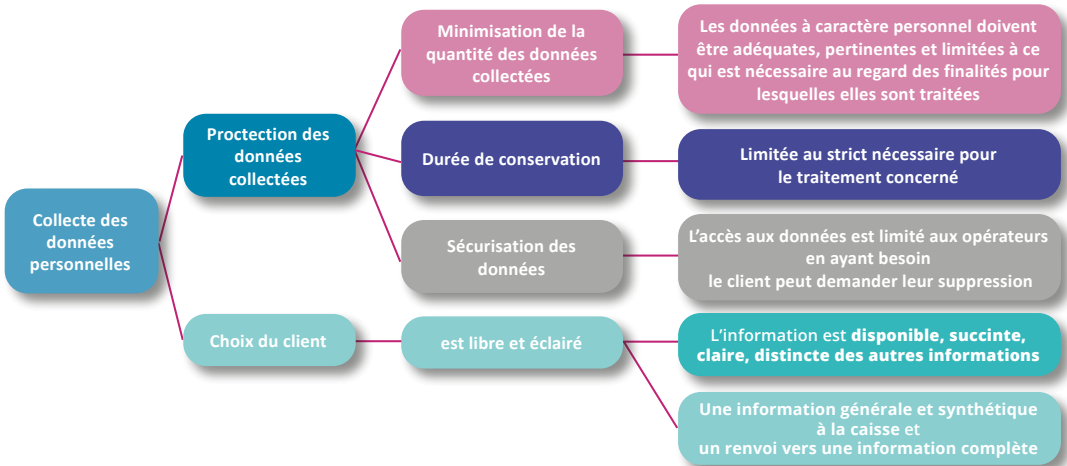 Collecte des
données
personnelles
Proctection des
données
collectées
Minimisation de la
quantité des données
collectées
Les données à caractère personnel doivent
être adéquates, pertinentes et limitées à ce
qui est nécessaire au regard des finalités pour
lesquelles elles sont traitées
Durée de conservation
Limitée au strict nécessaire pour
le traitement concerné
Sécurisation des
données
L'accès aux données est limité aux opérateurs
en ayant besoin
le client peut demander leur suppression
Choix du client
est libre et éclairé
L'information est disponible, succinte,
claire, distincte des autres informations
Une information générale et synthétique
à la caisse et
un renvoi vers une information complète